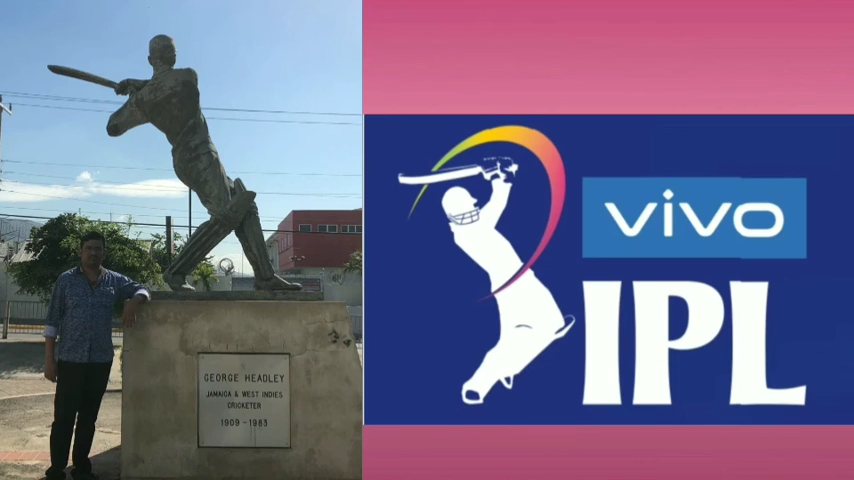 GEORGE HEADLEY
JAMAICA & WEST INDIES
CRICKETER
1909 - 1983
vivo
IPL